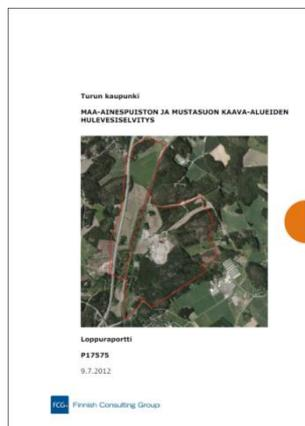 Turun kaupunki
MAA-AINESPUISTON JA MUSTASUON KAAVA-ALUEIDEN
HULEVESISELVITYS
Loppuraportti
P17575
9.7.2012
FCG Finnish Consulting Group